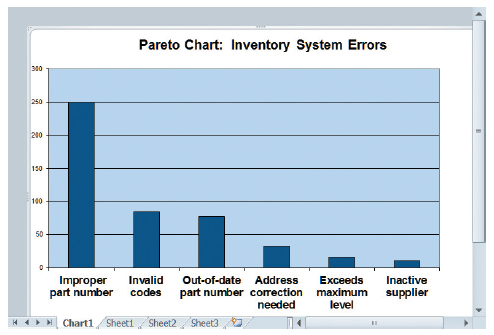 Pareto Chart: Inventory System Errors
300
250
200
150
100
50
0
Improper part number
Invalid codes
Out-of-date part number
Address correction needed
Exceeds maximum level
Inactive supplier
Chart1 Sheet1 Sheet2 Sheet3